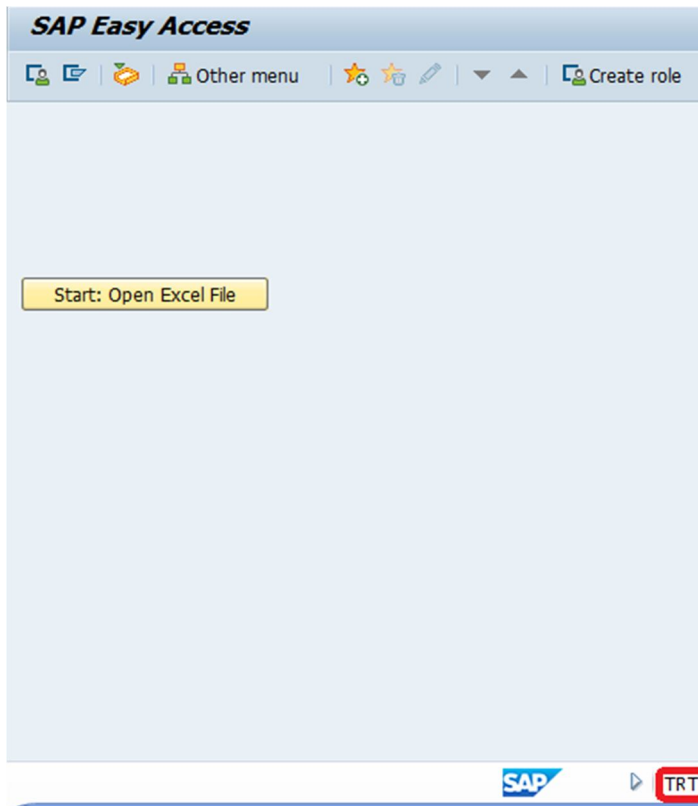 SAP Easy Access
Other menu
Create role
Start: Open Excel File
SAP
TRT